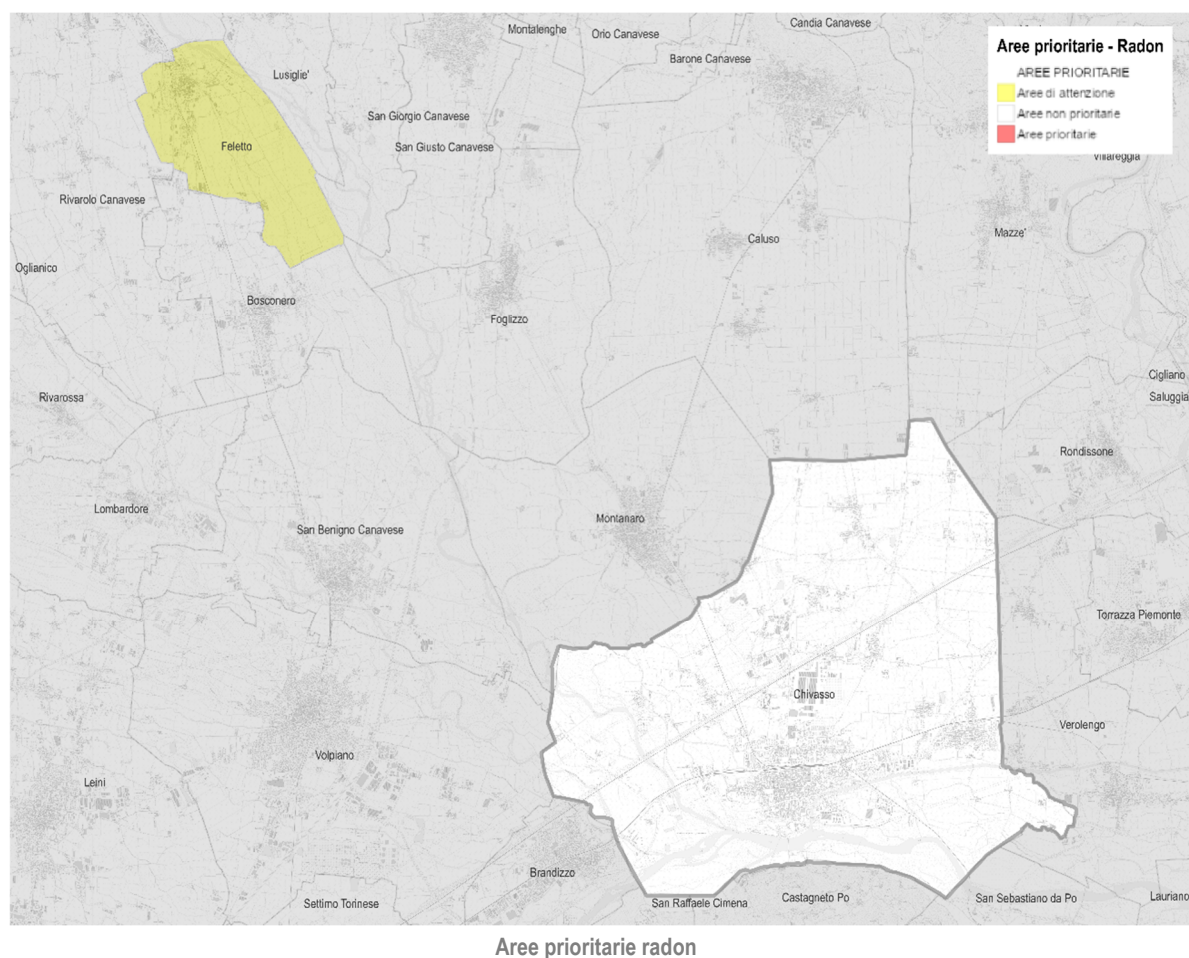 Candia Canavese
Montalenghe
Orio Canavese
Barone Canavese
Aree prioritarie - Radon
AREE PRIORITARIE
Aree di attenzione
Aree non prioritarie
Aree prioritarie
Lusiglie'
San Giorgio Canavese
Feletto
San Giusto Canavese
Villareggia
Rivarolo Canavese
Mazze'
Caluso
Oglianico
Bosconero
Foglizzo
Cigliano
Rivarossa
Saluggia
Rondissone
Lombardore
Montanaro
San Benigno Canavese
Torrazza Piemonte
Chivasso
Verolengo
Volpiano
Leini
Brandizzo
Settimo Torinese
San Raffaele Cimena
Castagneto Po
San Sebastiano da Po
Lauriano
Aree prioritarie radon